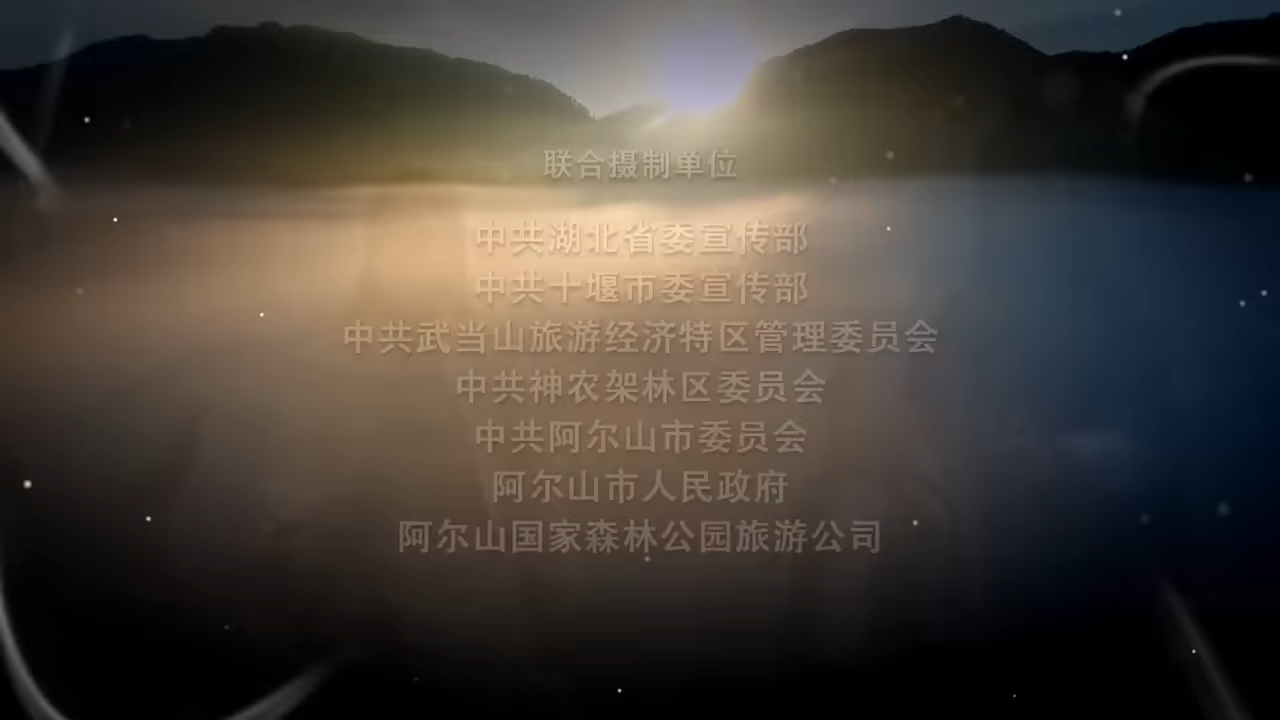 联合摄制单位
中共湖北省委宣传部
中共十堰市委宣传部
中共武当山旅游经济特区管理委员会
中共神农架林区委员会
中共阿尔山市委员会
阿尔山市人民政府
阿尔山国家森林公园旅游公司